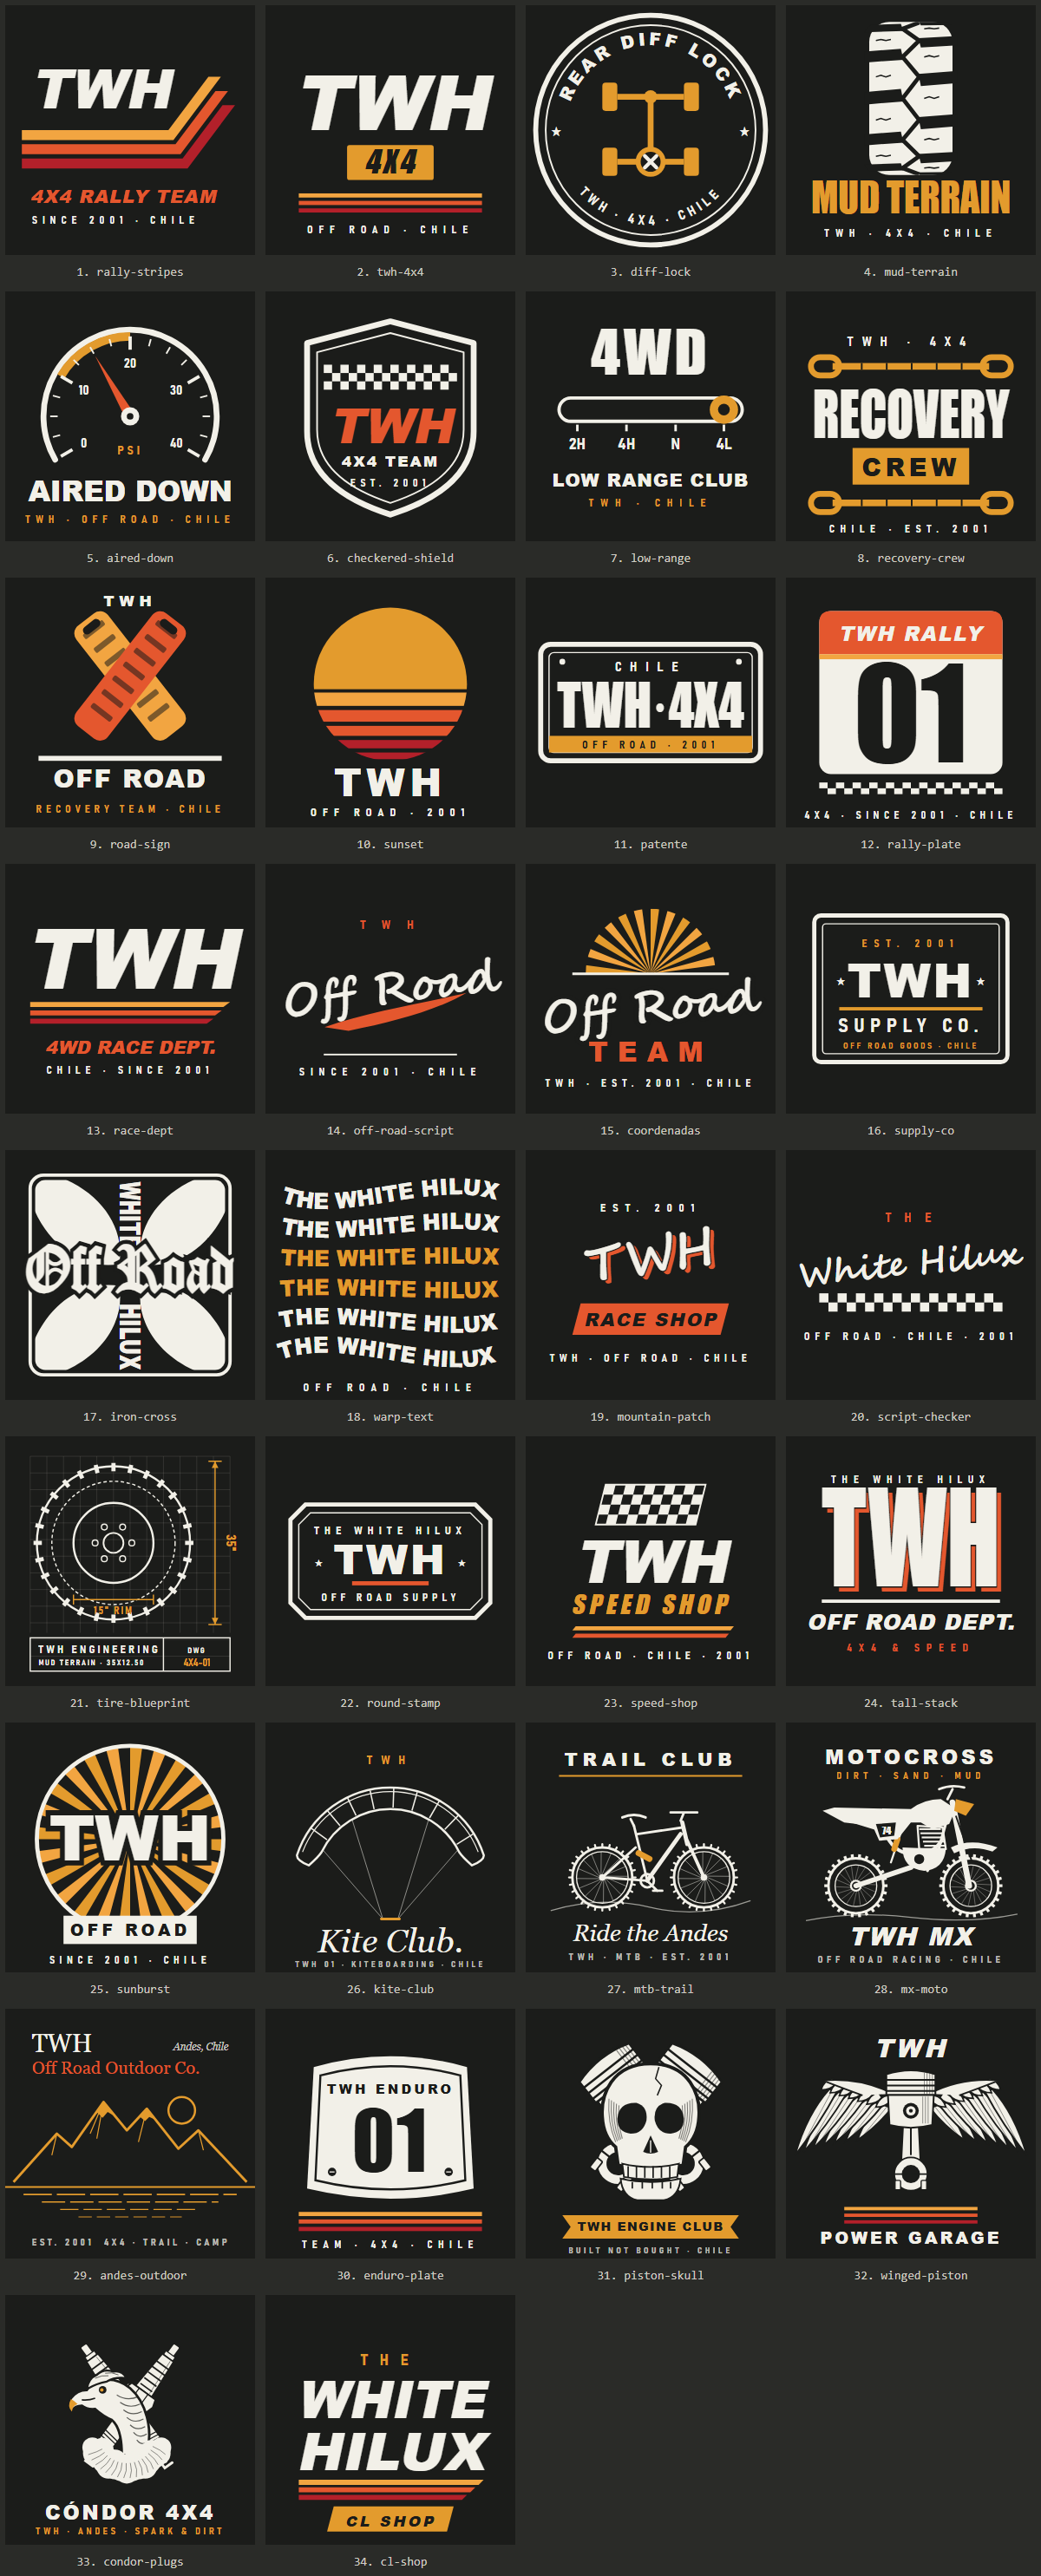 TWH
4X4 RALLY TEAM
SINCE 2001 · CHILE
1. rally-stripes
TWH
4X4
OFF ROAD · CHILE
2. twh-4x4
REAR DIFF LOCK
★ ★
TWH · 4X4 · CHILE
3. diff-lock
MUD TERRAIN
TWH · 4X4 · CHILE
4. mud-terrain
0 10 20 30 40
PSI
AIRED DOWN
TWH · OFF ROAD · CHILE
5. aired-down
TWH
4X4 TEAM
EST. 2001
6. checkered-shield
4WD
2H 4H N 4L
LOW RANGE CLUB
TWH · CHILE
7. low-range
TWH · 4X4
RECOVERY
CREW
CHILE · EST. 2001
8. recovery-crew
TWH
OFF ROAD
RECOVERY TEAM · CHILE
9. road-sign
TWH
OFF ROAD · 2001
10. sunset
CHILE
TWH·4X4
OFF ROAD · 2001
11. patente
TWH RALLY
01
4X4 · SINCE 2001 · CHILE
12. rally-plate
TWH
4WD RACE DEPT.
CHILE · SINCE 2001
13. race-dept
TWH
Off Road
SINCE 2001 · CHILE
14. off-road-script
Off Road
TEAM
TWH · EST. 2001 · CHILE
15. coordenadas
EST. 2001
★ TWH ★
SUPPLY CO.
OFF ROAD GOODS · CHILE
16. supply-co
WHITE
Off Road
HILUX
17. iron-cross
THE WHITE HILUX
THE WHITE HILUX
THE WHITE HILUX
THE WHITE HILUX
THE WHITE HILUX
THE WHITE HILUX
OFF ROAD · CHILE
18. warp-text
EST. 2001
TWH
RACE SHOP
TWH · OFF ROAD · CHILE
19. mountain-patch
THE
White Hilux
OFF ROAD · CHILE · 2001
20. script-checker
35"
15" RIM
TWH ENGINEERING
MUD TERRAIN · 35X12.50
DWG
4X4-01
21. tire-blueprint
THE WHITE HILUX
★ TWH ★
OFF ROAD SUPPLY
22. round-stamp
TWH
SPEED SHOP
OFF ROAD · CHILE · 2001
23. speed-shop
THE WHITE HILUX
TWH
OFF ROAD DEPT.
4X4 & SPEED
24. tall-stack
TWH
OFF ROAD
SINCE 2001 · CHILE
25. sunburst
TWH
Kite Club.
TWH 01 · KITEBOARDING · CHILE
26. kite-club
TRAIL CLUB
Ride the Andes
TWH · MTB · EST. 2001
27. mtb-trail
MOTOCROSS
DIRT · SAND · MUD
74
TWH MX
OFF ROAD RACING · CHILE
28. mx-moto
TWH
Andes, Chile
Off Road Outdoor Co.
EST. 2001 4X4 · TRAIL · CAMP
29. andes-outdoor
TWH ENDURO
01
TEAM · 4X4 · CHILE
30. enduro-plate
TWH ENGINE CLUB
BUILT NOT BOUGHT · CHILE
31. piston-skull
TWH
POWER GARAGE
32. winged-piston
CÓNDOR 4X4
TWH · ANDES · SPARK & DIRT
33. condor-plugs
THE
WHITE
HILUX
CL SHOP
34. cl-shop